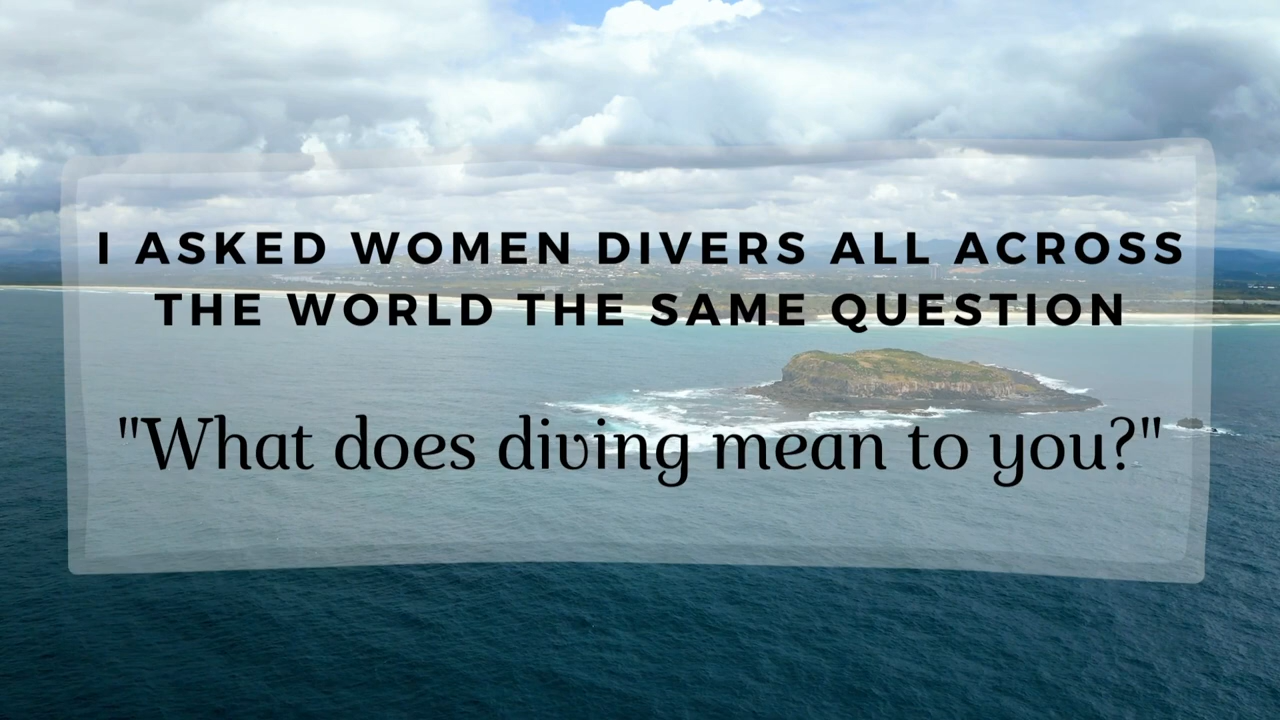 I ASKED WOMEN DIVERS ALL ACROSS
THE WORLD THE SAME QUESTION
"What does diving mean to you?"